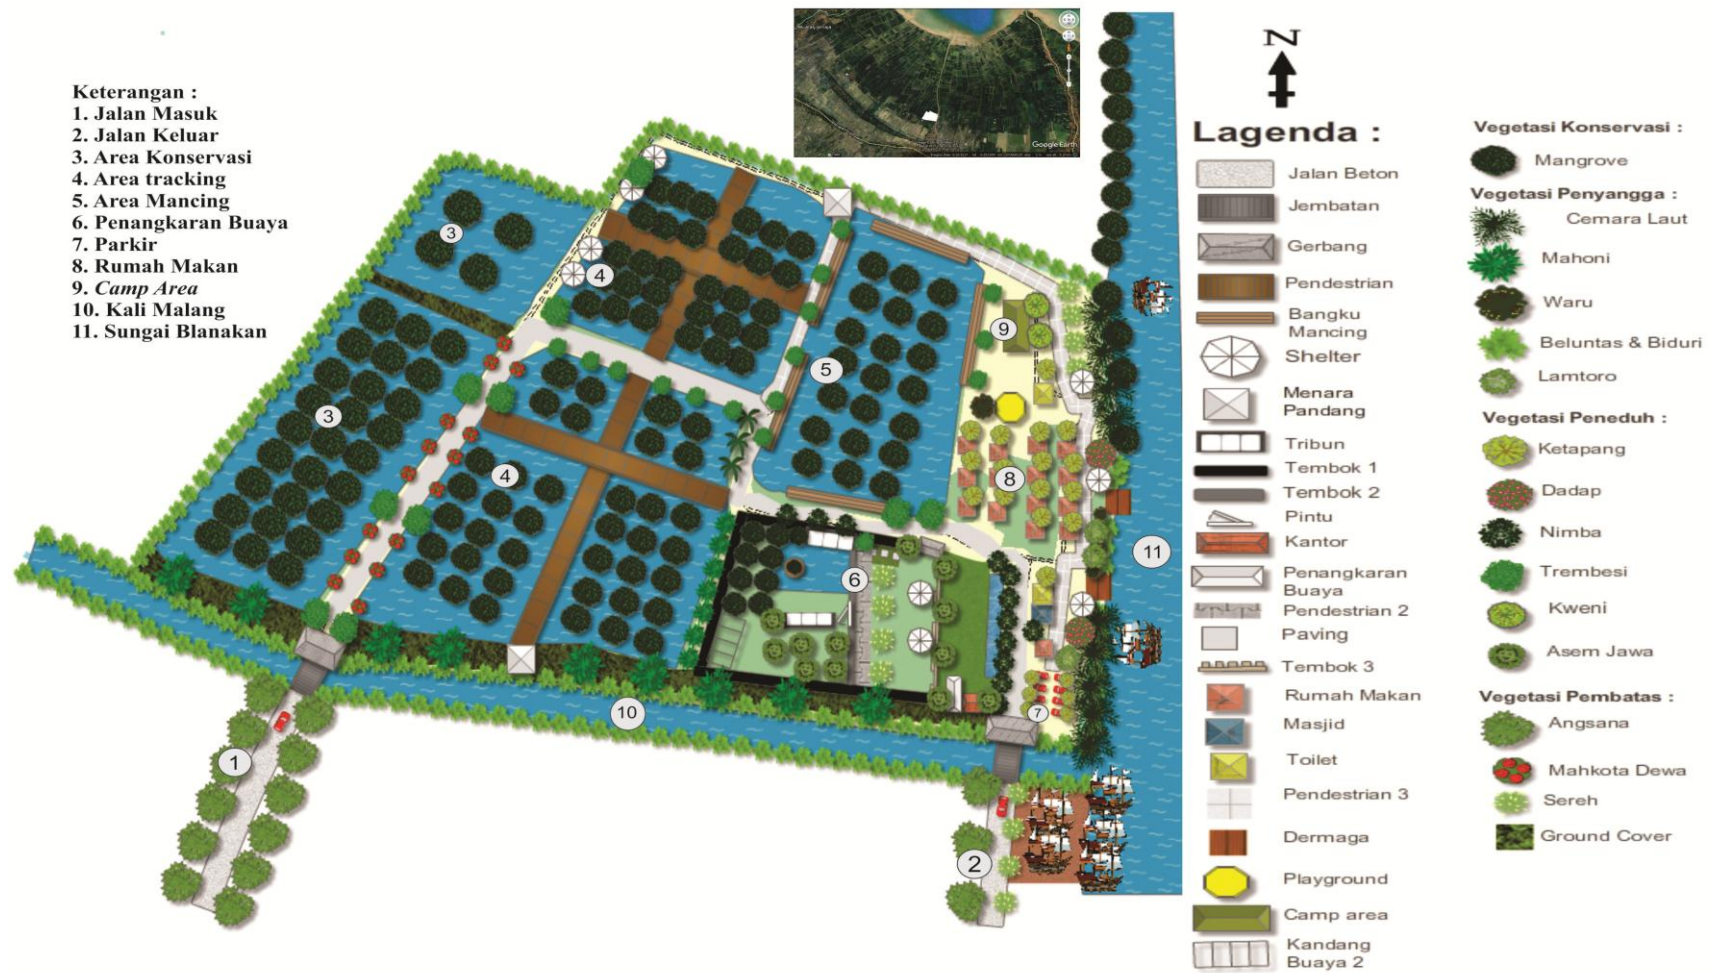 Keterangan :
1. Jalan Masuk
2. Jalan Keluar
3. Area Konservasi
4. Area tracking
5. Area Mancing
6. Penangkaran Buaya
7. Parkir
8. Rumah Makan
9. Camp Area
10. Kali Malang
11. Sungai Blanakan
Google Earth
3
4
3
4
5
9
8
6
11
7
10
1
2
N
Lagenda :
Jalan Beton
Jembatan
Gerbang
Pendestrian
Bangku
Mancing
Shelter
Menara
Pandang
Tribun
Tembok 1
Tembok 2
Pintu
Kantor
Penangkaran
Buaya
Pendestrian 2
Paving
Tembok 3
Rumah Makan
Masjid
Toilet
Pendestrian 3
Dermaga
Playground
Camp area
Kandang
Buaya 2
Vegetasi Konservasi :
Mangrove
Vegetasi Penyangga :
Cemara Laut
Mahoni
Waru
Beluntas & Biduri
Lamtoro
Vegetasi Peneduh :
Ketapang
Dadap
Nimba
Trembesi
Kweni
Asem Jawa
Vegetasi Pembatas :
Angsana
Mahkota Dewa
Sereh
Ground Cover